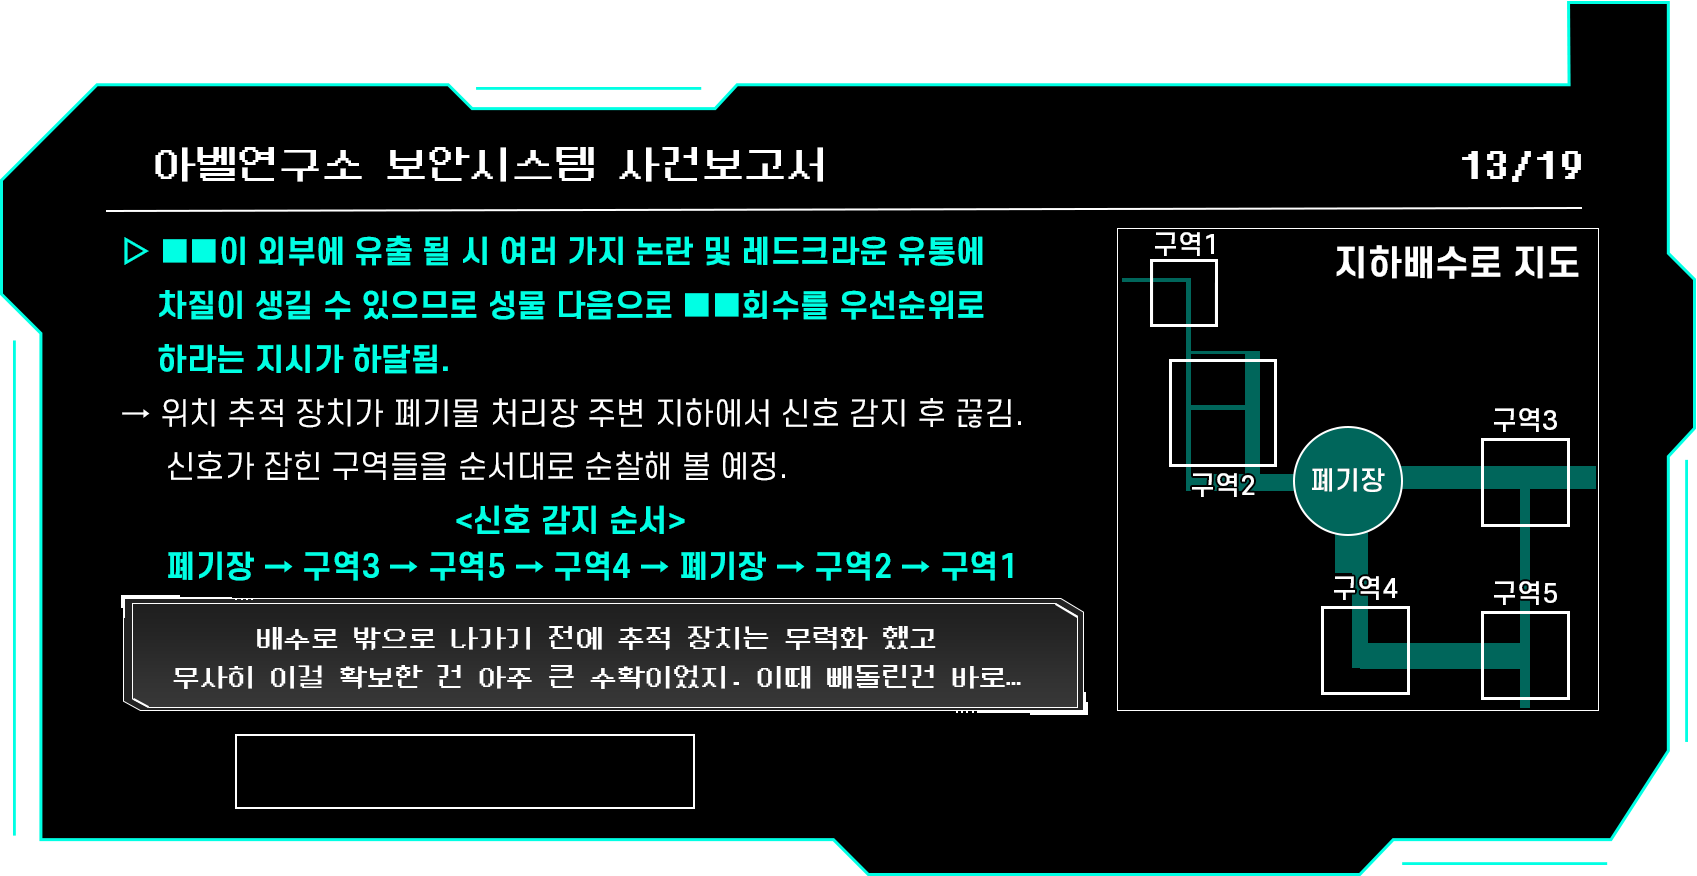 아벨연구소 보안시스템 사건보고서
13/19
▷ ■■이 외부에 유출 될 시 여러 가지 논란 및 레드크라운 유통에
차질이 생길 수 있으므로 성물 다음으로 ■■회수를 우선순위로
하라는 지시가 하달됨.
→ 위치 추적 장치가 폐기물 처리장 주변 지하에서 신호 감지 후 끊김.
신호가 잡힌 구역들을 순서대로 순찰해 볼 예정.
<신호 감지 순서>
폐기장 → 구역3 → 구역5 → 구역4 → 폐기장 → 구역2 → 구역1
배수로 밖으로 나가기 전에 추적 장치는 무력화 했고
무사히 이걸 확보한 건 아주 큰 수확이었지. 이때 빼돌린건 바로…
지하배수로 지도
구역1
구역2
구역3
폐기장
구역4
구역5